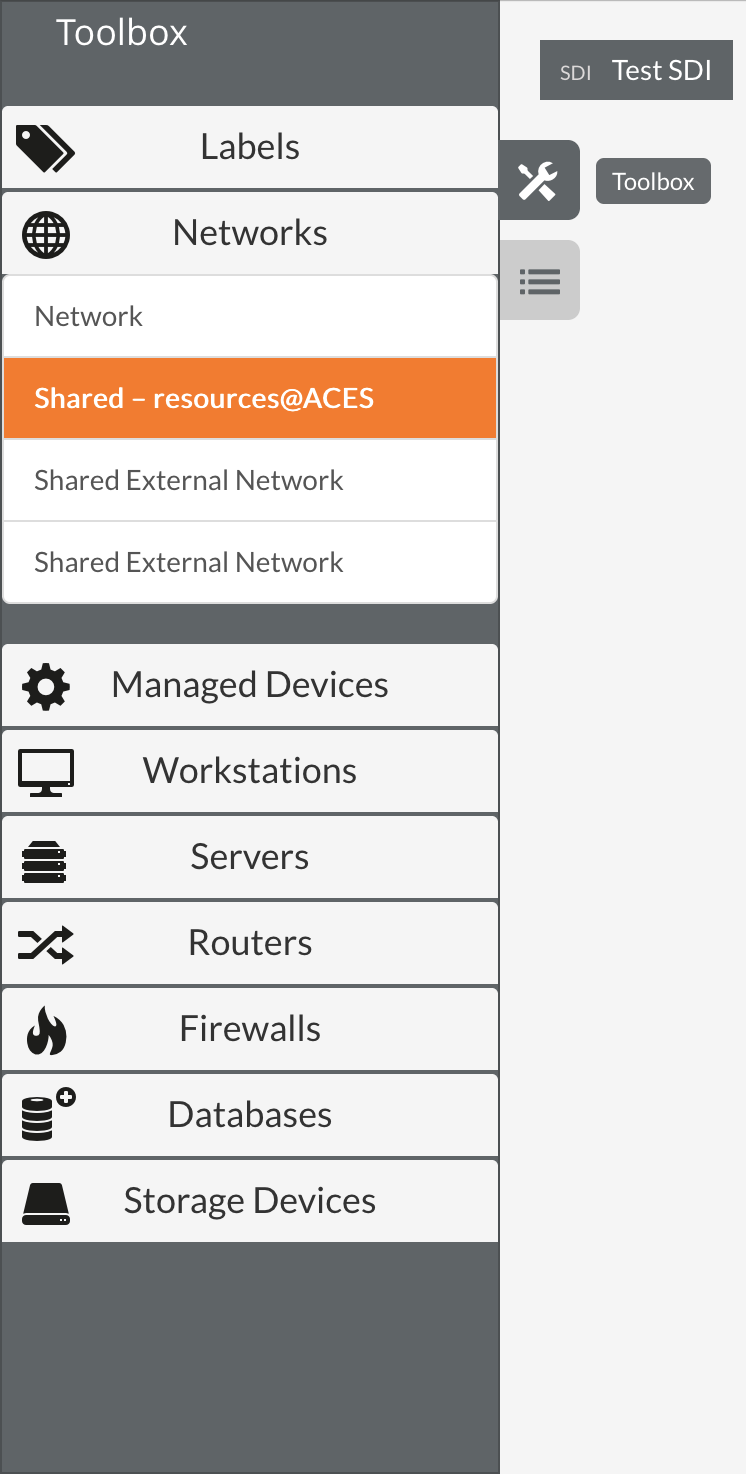 Toolbox
SDI Test SDI
Labels
Toolbox
Networks
Network
Shared – resources@ACES
Shared External Network
Shared External Network
Managed Devices
Workstations
Servers
Routers
Firewalls
Databases
Storage Devices